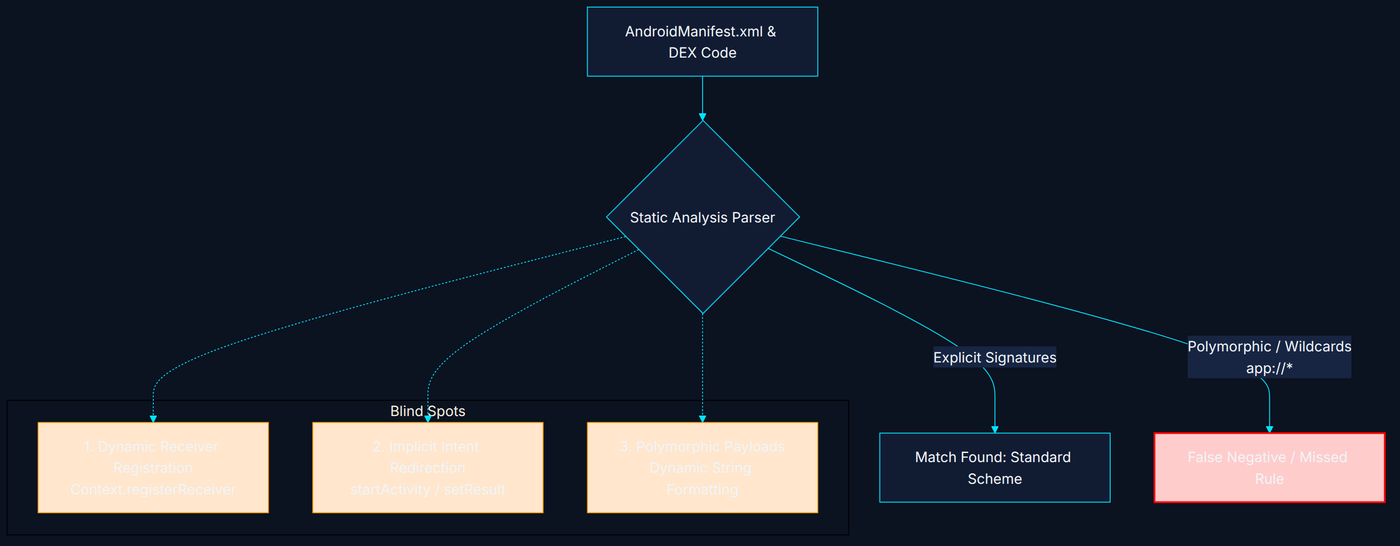 AndroidManifest.xml &
DEX Code
Static Analysis Parser
Explicit Signatures
Polymorphic / Wildcards
app://*
Blind Spots
1. Dynamic Receiver
Registration
Context.registerReceiver
2. Implicit Intent
Redirection
startActivity / setResult
3. Polymorphic Payloads
Dynamic String
Formatting
Match Found: Standard
Scheme
False Negative / Missed
Rule